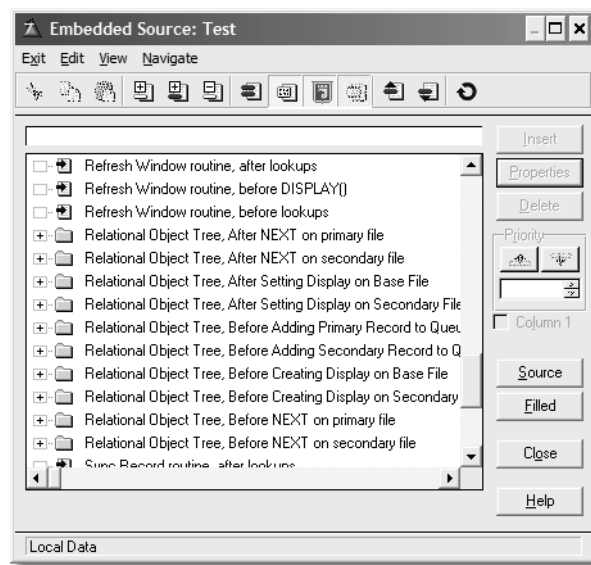 Embedded Source: Test
Exit Edit View Navigate
Insert
Refresh Window routine, after lookups
Properties
Refresh Window routine, before DISPLAY()
Refresh Window routine, before lookups
Delete
Relational Object Tree, After NEXT on primary file
Priority
Relational Object Tree, After NEXT on secondary file
Relational Object Tree, After Setting Display on Base File
Relational Object Tree, After Setting Display on Secondary File
Relational Object Tree, Before Adding Primary Record to Queu
Column 1
Relational Object Tree, Before Adding Secondary Record to Q
Relational Object Tree, Before Creating Display on Base File
Source
Relational Object Tree, Before Creating Display on Secondary
Filled
Relational Object Tree, Before NEXT on primary file
Relational Object Tree, Before NEXT on secondary file
Close
Sync Record routine, after lookups
Help
Local Data